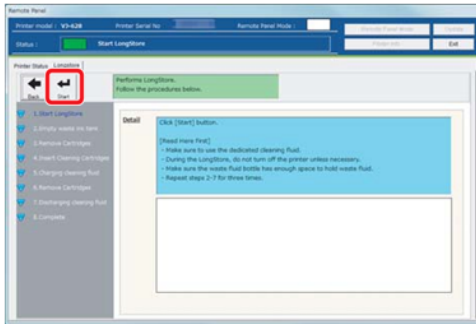 Remote Panel
Printer model : VJ-628 Printer Serial No Remote Panel Mode :
Status : Start LongStore Power off Exit
Printer Status Longstore
Back Start
Performs LongStore.
Follow the procedures below.
1.Start LongStore
2.Empty waste ink tank
3.Remove Cartridges
4.Insert Cleaning Cartridges
5.Charging cleaning fluid
6.Remove Cartridges
7.Discharging cleaning fluid
8.Complete
Detail
Click [Start] button.
[Read Here First]
- Make sure to use the dedicated cleaning fluid.
- During the LongStore, do not turn off the printer unless necessary.
- Make sure the waste fluid bottle has enough space to hold waste fluid.
- Repeat steps 2-7 for three times.